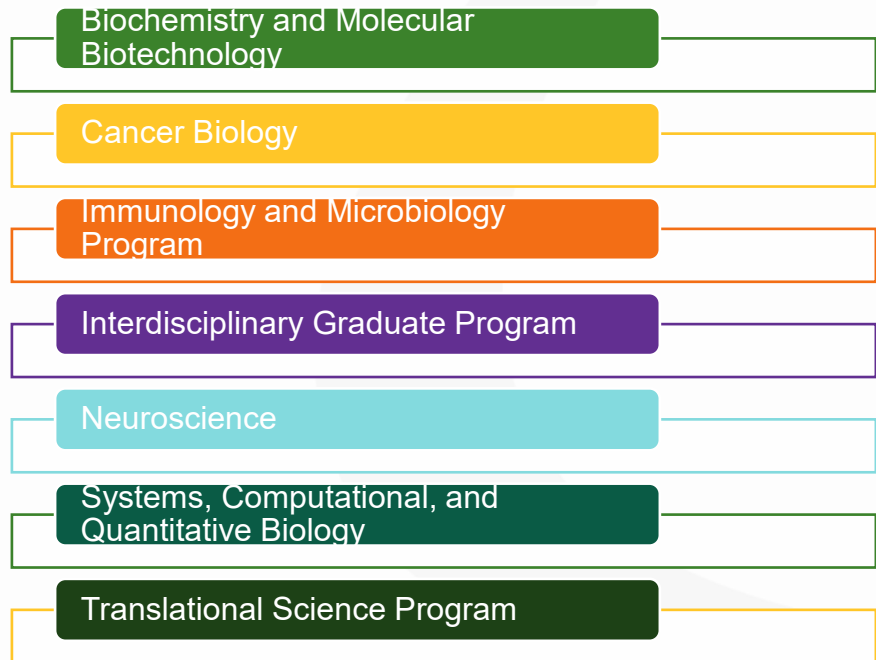 Biochemistry and Molecular
Biotechnology
Cancer Biology
Immunology and Microbiology
Program
Interdisciplinary Graduate Program
Neuroscience
Systems, Computational, and
Quantitative Biology
Translational Science Program